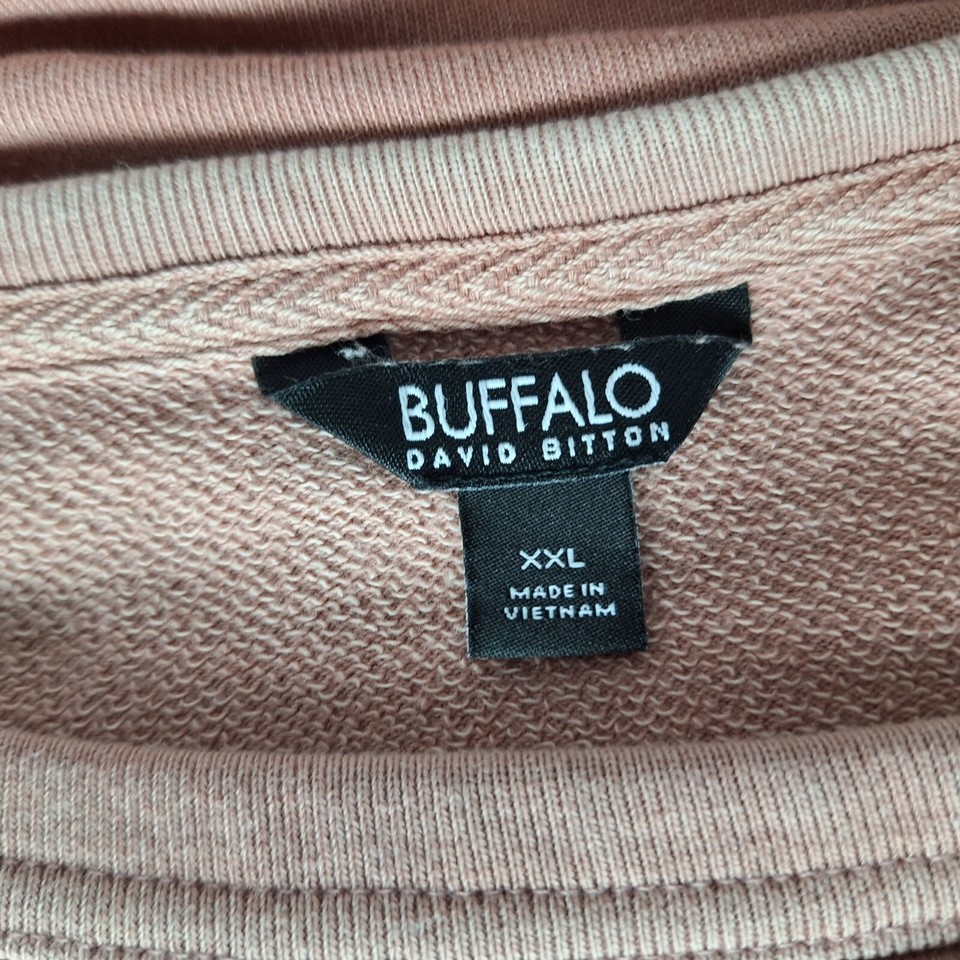 BUFFALO
DAVID BITTON
XXL
MADE IN
VIETNAM